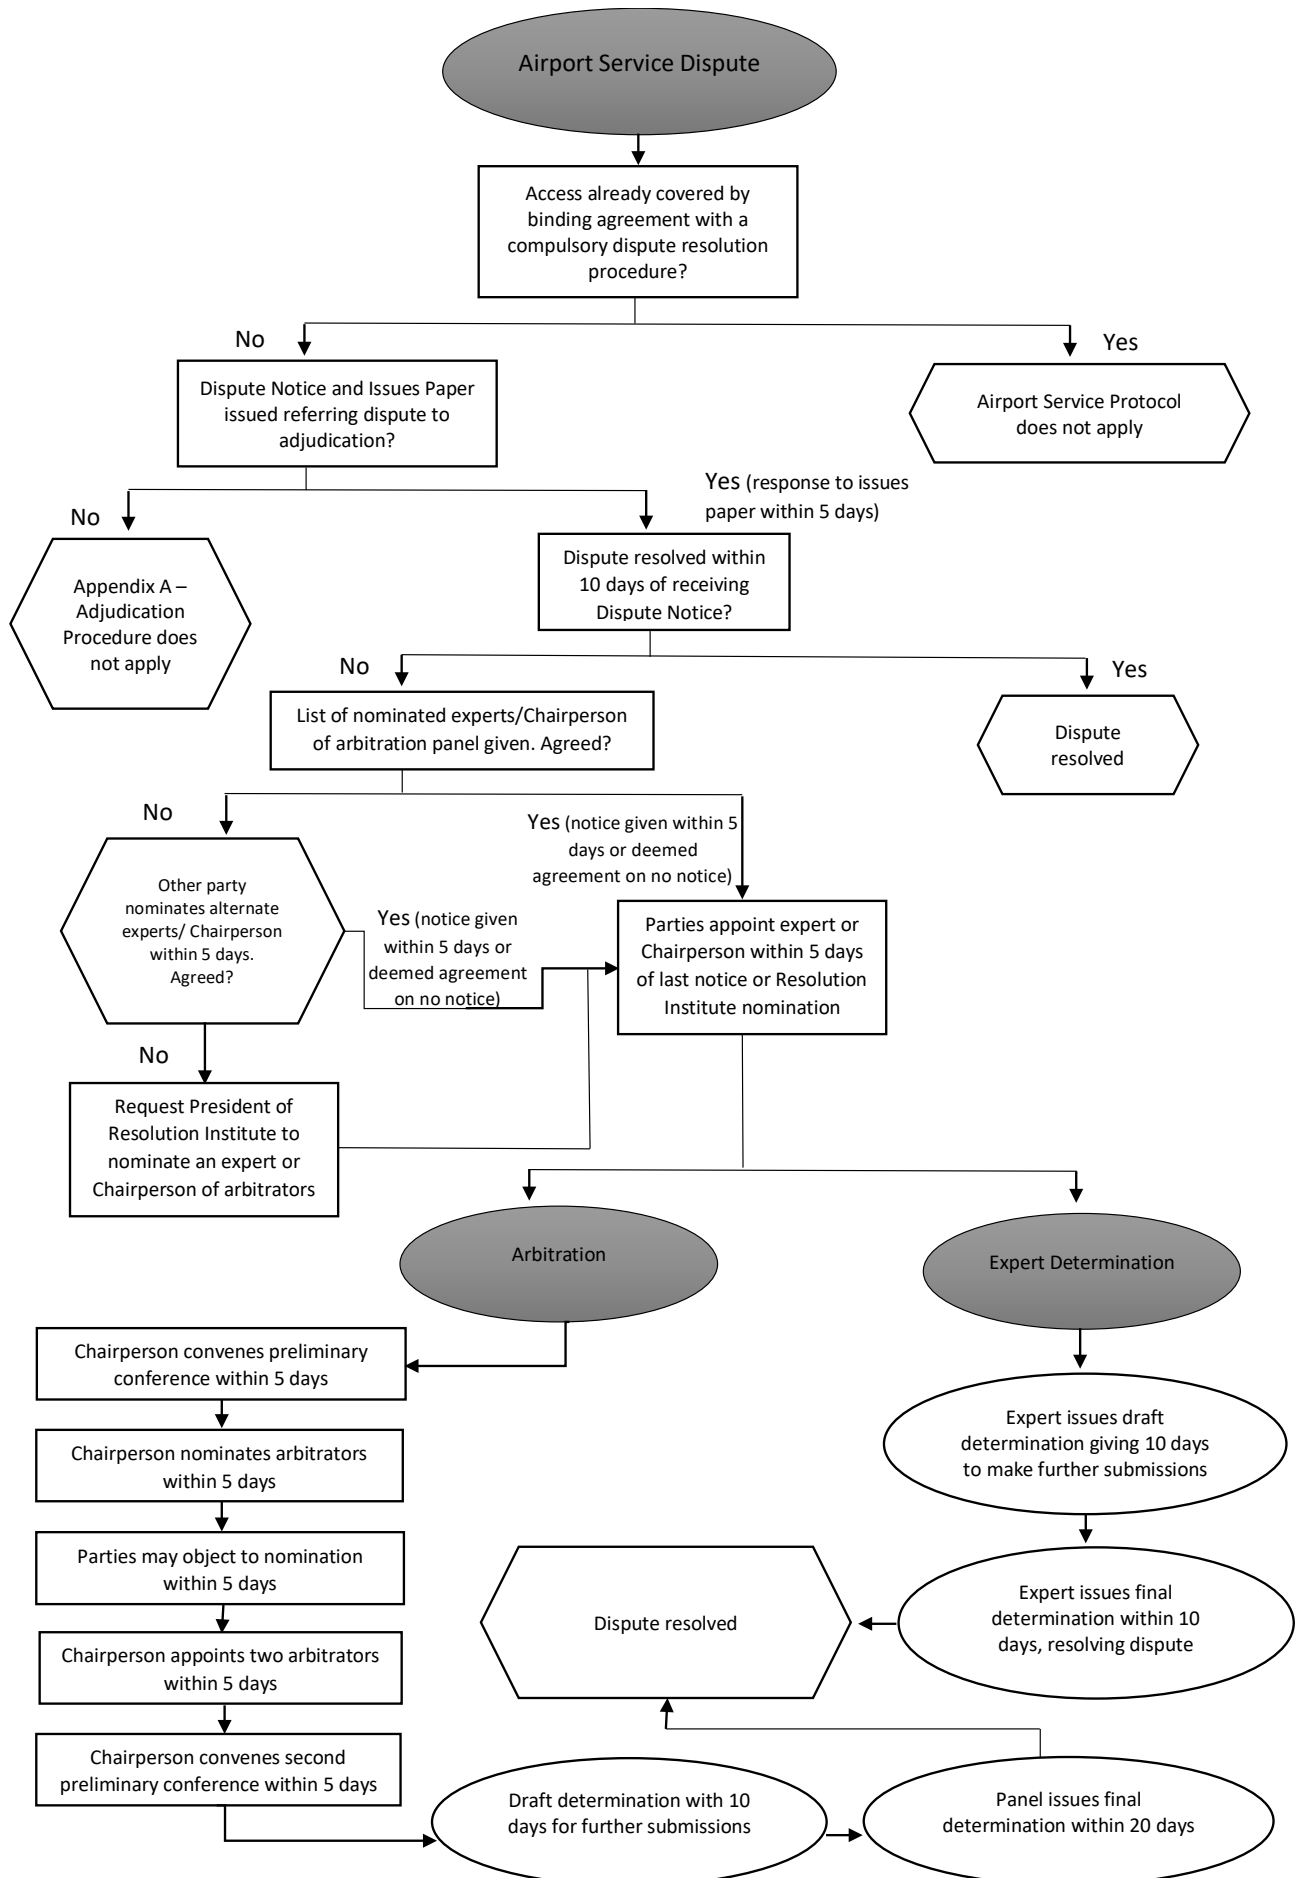 Airport Service Dispute
Access already covered by
binding agreement with a
compulsory dispute resolution
procedure?
No
Yes
Dispute Notice and Issues Paper
issued referring dispute to
adjudication?
Airport Service Protocol
does not apply
No
Yes (response to issues
paper within 5 days)
Appendix A –
Adjudication
Procedure does
not apply
Dispute resolved within
10 days of receiving
Dispute Notice?
No
Yes
List of nominated experts/Chairperson
of arbitration panel given. Agreed?
Dispute
resolved
No
Yes (notice given within 5
days or deemed
agreement on no notice)
Other party
nominates alternate
experts/ Chairperson
within 5 days.
Agreed?
Yes (notice given
within 5 days or
deemed agreement
on no notice)
Parties appoint expert or
Chairperson within 5 days
of last notice or Resolution
Institute nomination
No
Request President of
Resolution Institute to
nominate an expert or
Chairperson of arbitrators
Arbitration
Expert Determination
Chairperson convenes preliminary
conference within 5 days
Chairperson nominates arbitrators
within 5 days
Parties may object to nomination
within 5 days
Chairperson appoints two arbitrators
within 5 days
Chairperson convenes second
preliminary conference within 5 days
Expert issues draft
determination giving 10 days
to make further submissions
Expert issues final
determination within 10
days, resolving dispute
Dispute resolved
Draft determination with 10
days for further submissions
Panel issues final
determination within 20 days